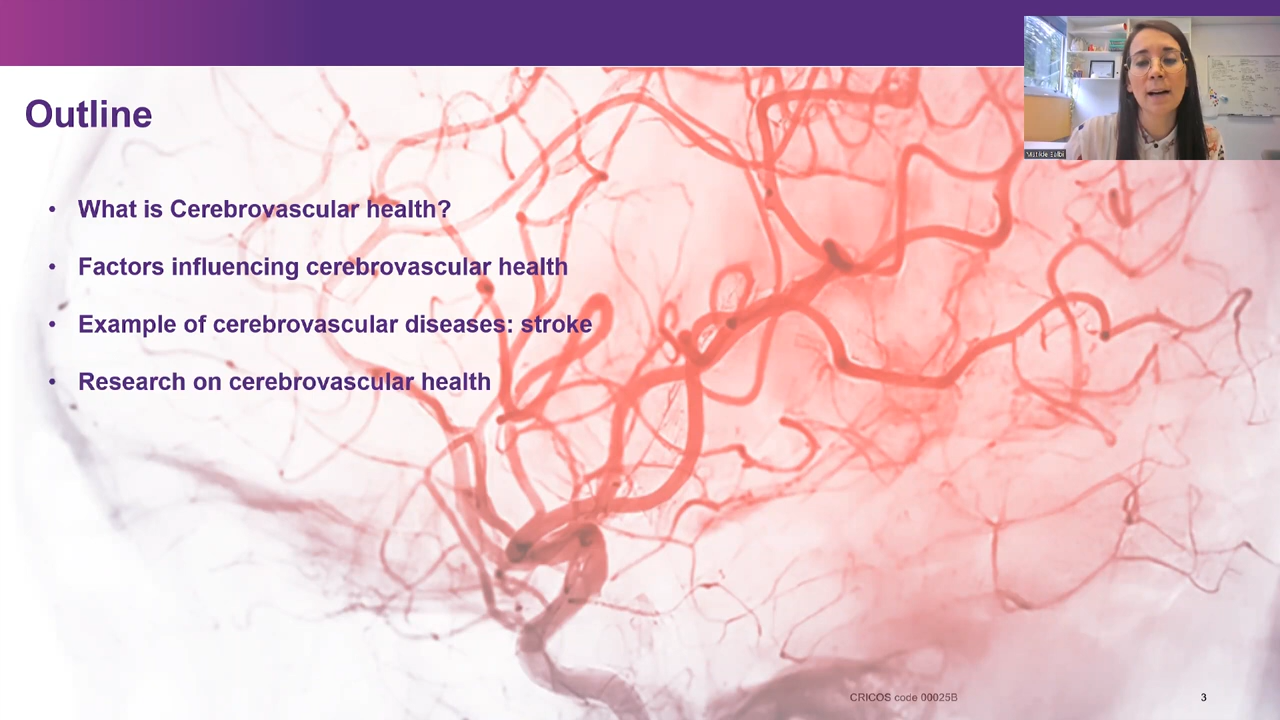 Outline
• What is Cerebrovascular health?
• Factors influencing cerebrovascular health
• Example of cerebrovascular diseases: stroke
• Research on cerebrovascular health
CRICOS code 00025B
3